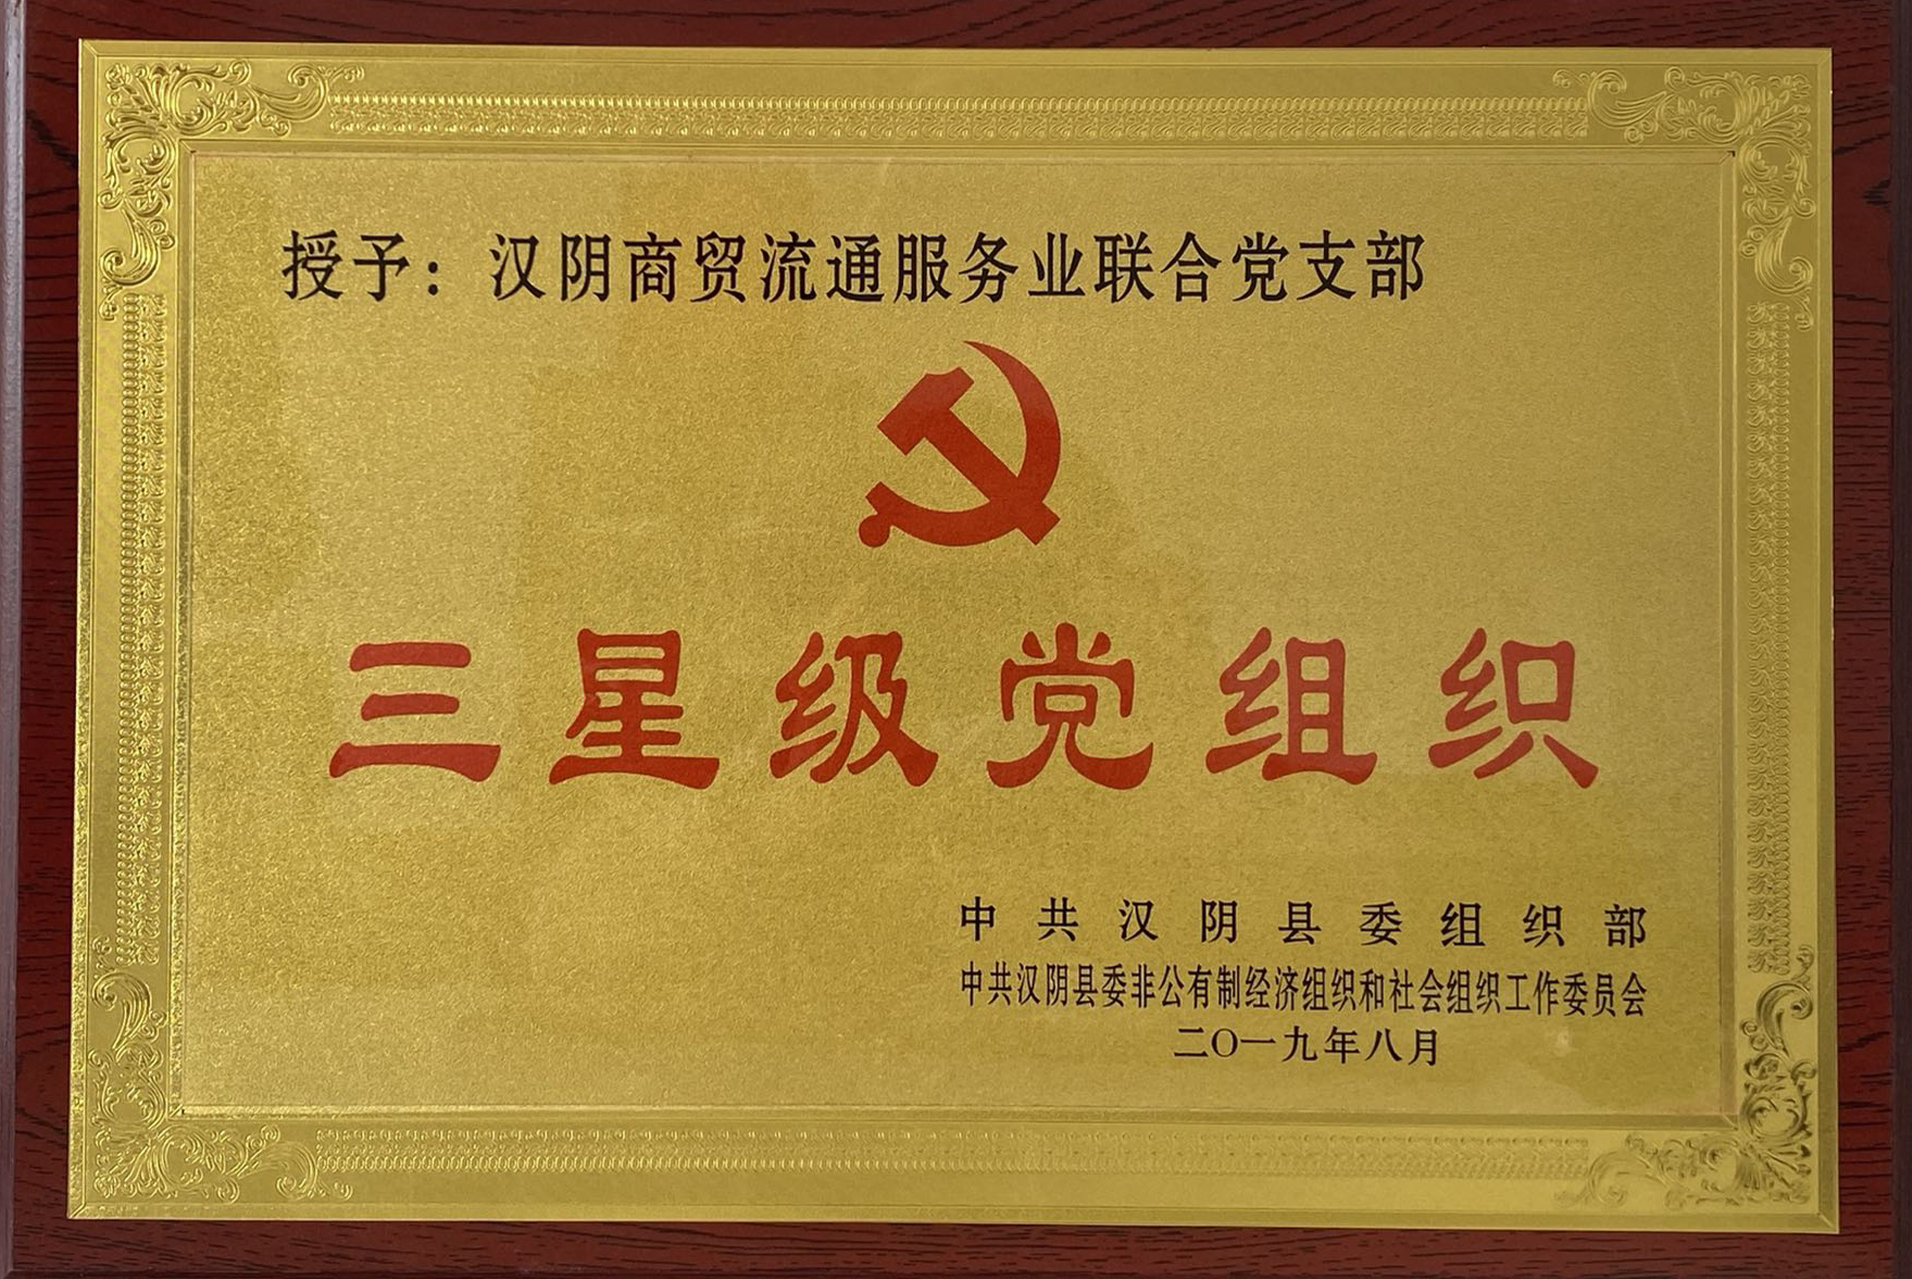 授予：汉阴商贸流通服务业联合党支部
三星级党组织
中共汉阴县委组织部
中共汉阴县委非公有制经济组织和社会组织工作委员会
二〇一九年八月